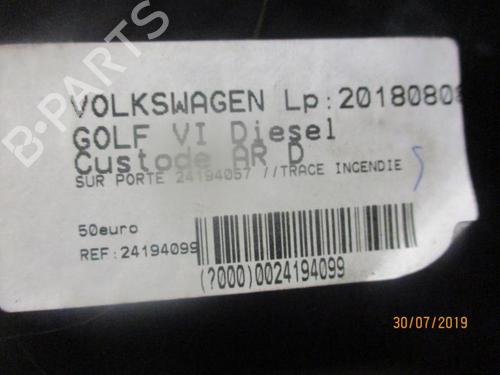 VOLKSWAGEN Lp:2018080
GOLF VI Diesel
Custode AR D
SUR PORTE 24194057 //TRACE INCENDIE
50euro
REF:24194099
(?000)0024194099
B-PARTS
30/07/2019